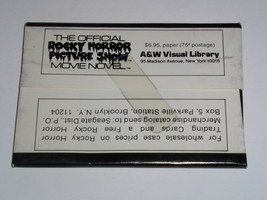 THE OFFICIAL
ROCKY HORROR
PICTURE SHOW
MOVIE NOVEL
$6.95, paper (75¢ postage)
A&W Visual Library
95 Madison Avenue, New York 10016
For wholesale case prices on Rocky Horror
Trading Cards and a Free Rocky Horror
Merchandise catalog send to: Seagate Dist., P.O.
Box 5, Parkville Station, Brooklyn N.Y. 11204